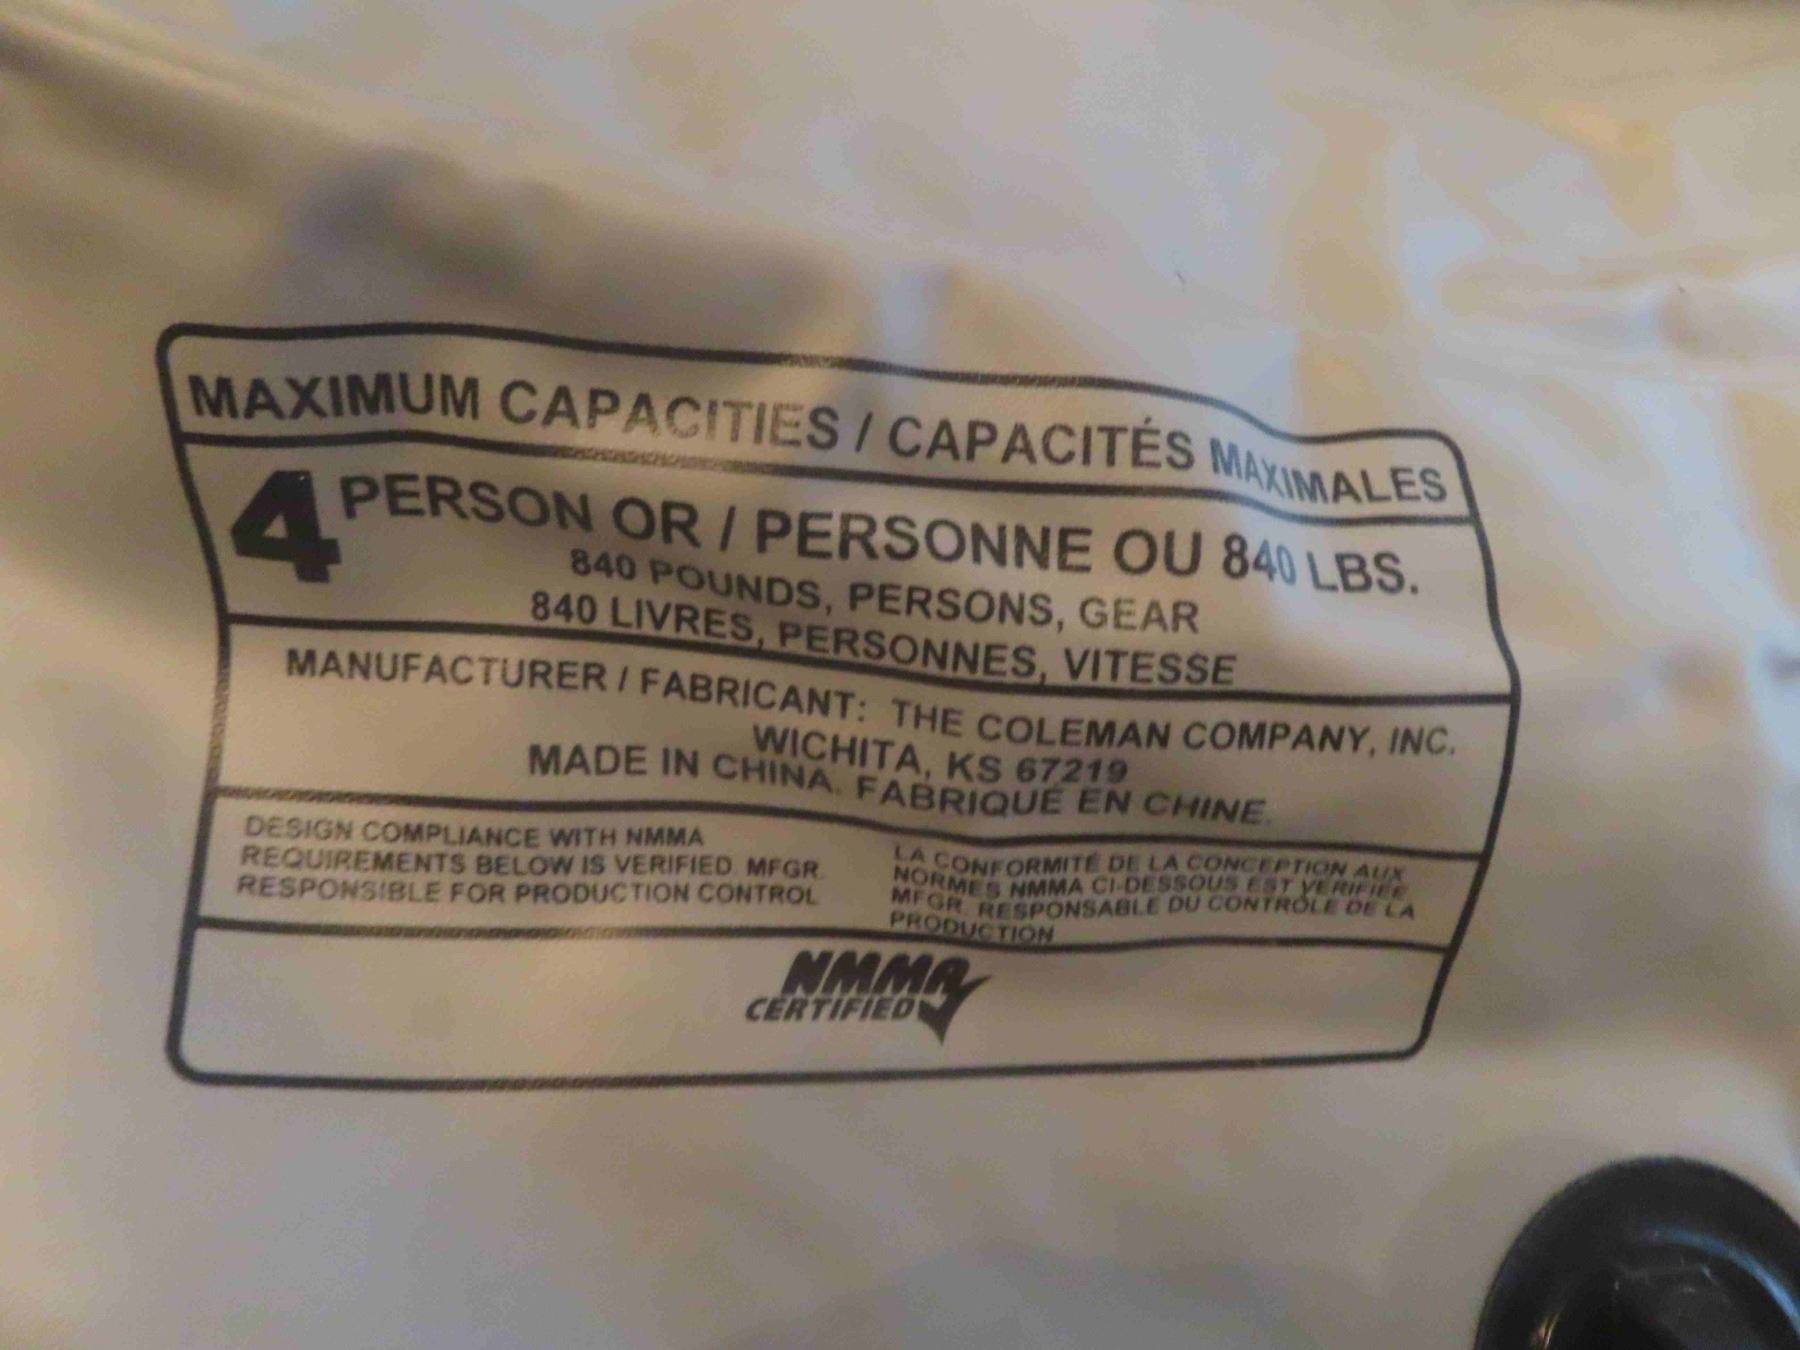 MAXIMUM CAPACITIES / CAPACITÉS MAXIMALES
4 PERSON OR / PERSONNE OU 840 LBS.
840 POUNDS, PERSONS, GEAR
840 LIVRES, PERSONNES, VITESSE
MANUFACTURER / FABRICANT: THE COLEMAN COMPANY, INC.
WICHITA, KS 67219
MADE IN CHINA. FABRIQUÉ EN CHINE.
DESIGN COMPLIANCE WITH NMMA
REQUIREMENTS BELOW IS VERIFIED. MFGR.
RESPONSIBLE FOR PRODUCTION CONTROL
LA CONFORMITÉ DE LA CONCEPTION AUX
NORMES NMMA CI-DESSOUS EST VÉRIFIÉE.
MFGR. RESPONSABLE DU CONTRÔLE DE LA
PRODUCTION
NMMA
CERTIFIED